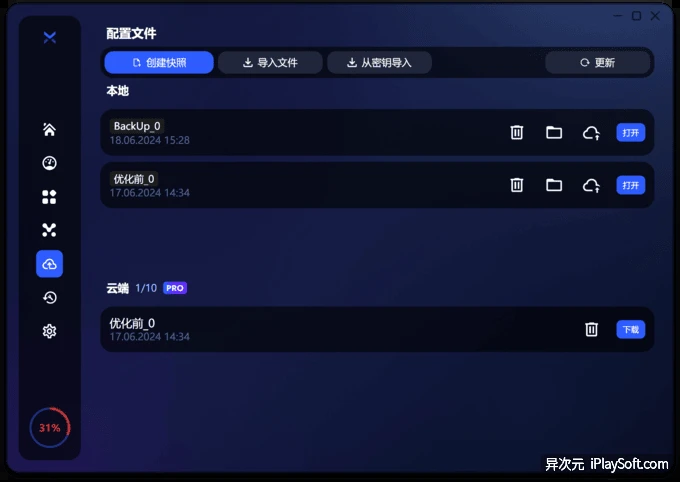 配置文件
创建快照 导入文件 从密钥导入 更新
本地
BackUp_0
18.06.2024 15:28
打开
优化前_0
17.06.2024 14:34
打开
云端 1/10 PRO
优化前_0
17.06.2024 14:34
下载
31%
异次元 iPlaySoft.com